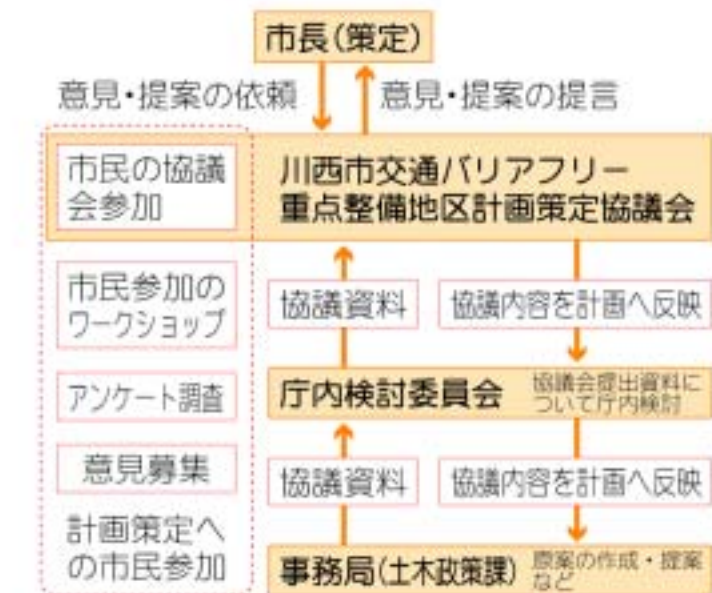 市長(策定)
意見・提案の依頼
意見・提案の提言
市民の協議
会参加
川西市交通バリアフリー
重点整備地区計画策定協議会
市民参加の
ワークショップ
協議資料
協議内容を計画へ反映
アンケート調査
庁内検討委員会
協議会提出資料に
ついて庁内検討
意見募集
協議資料
協議内容を計画へ反映
計画策定へ
の市民参加
事務局(土木政策課)
原案の作成・提案
など